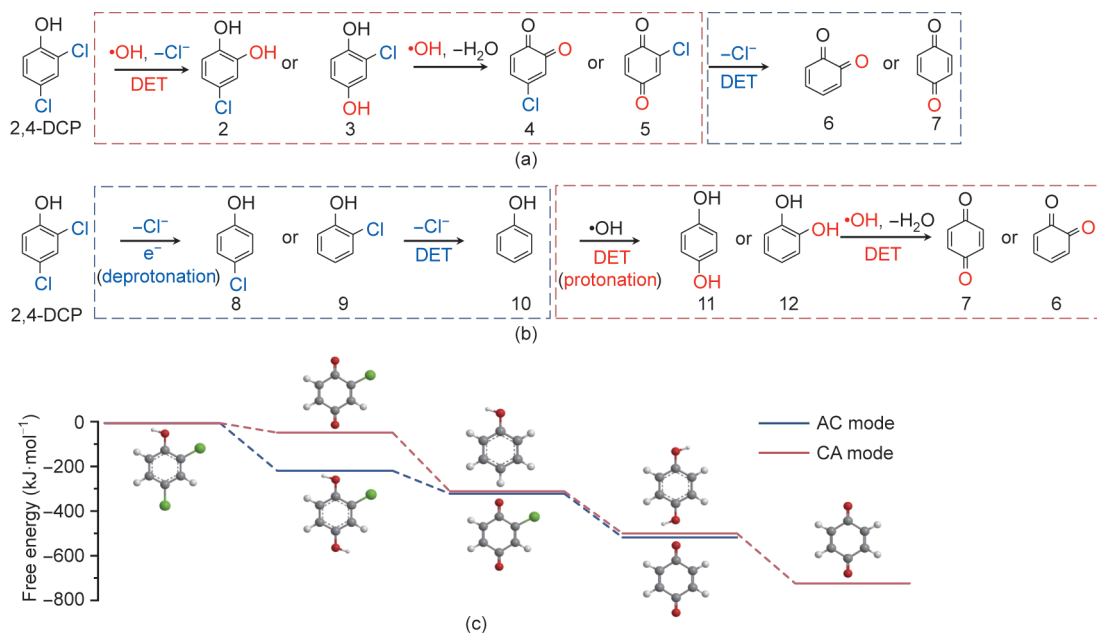 OH
Cl
Cl
2,4-DCP
•OH, –Cl⁻
DET
OH
OH
Cl
2
or
OH
Cl
OH
3
•OH, –H₂O
DET
O
O
Cl
4
or
O
Cl
O
5
–Cl⁻
DET
O
O
6
or
O
O
7
(a)
OH
Cl
Cl
2,4-DCP
–Cl⁻
e⁻
(deprotonation)
OH
Cl
8
or
OH
Cl
9
–Cl⁻
DET
OH
10
•OH
DET
(protonation)
OH
OH
11
or
OH
OH
12
•OH, –H₂O
DET
O
O
7
or
O
O
6
(b)
Free energy (kJ·mol⁻¹)
0
–200
–400
–600
–800
AC mode
CA mode
(c)